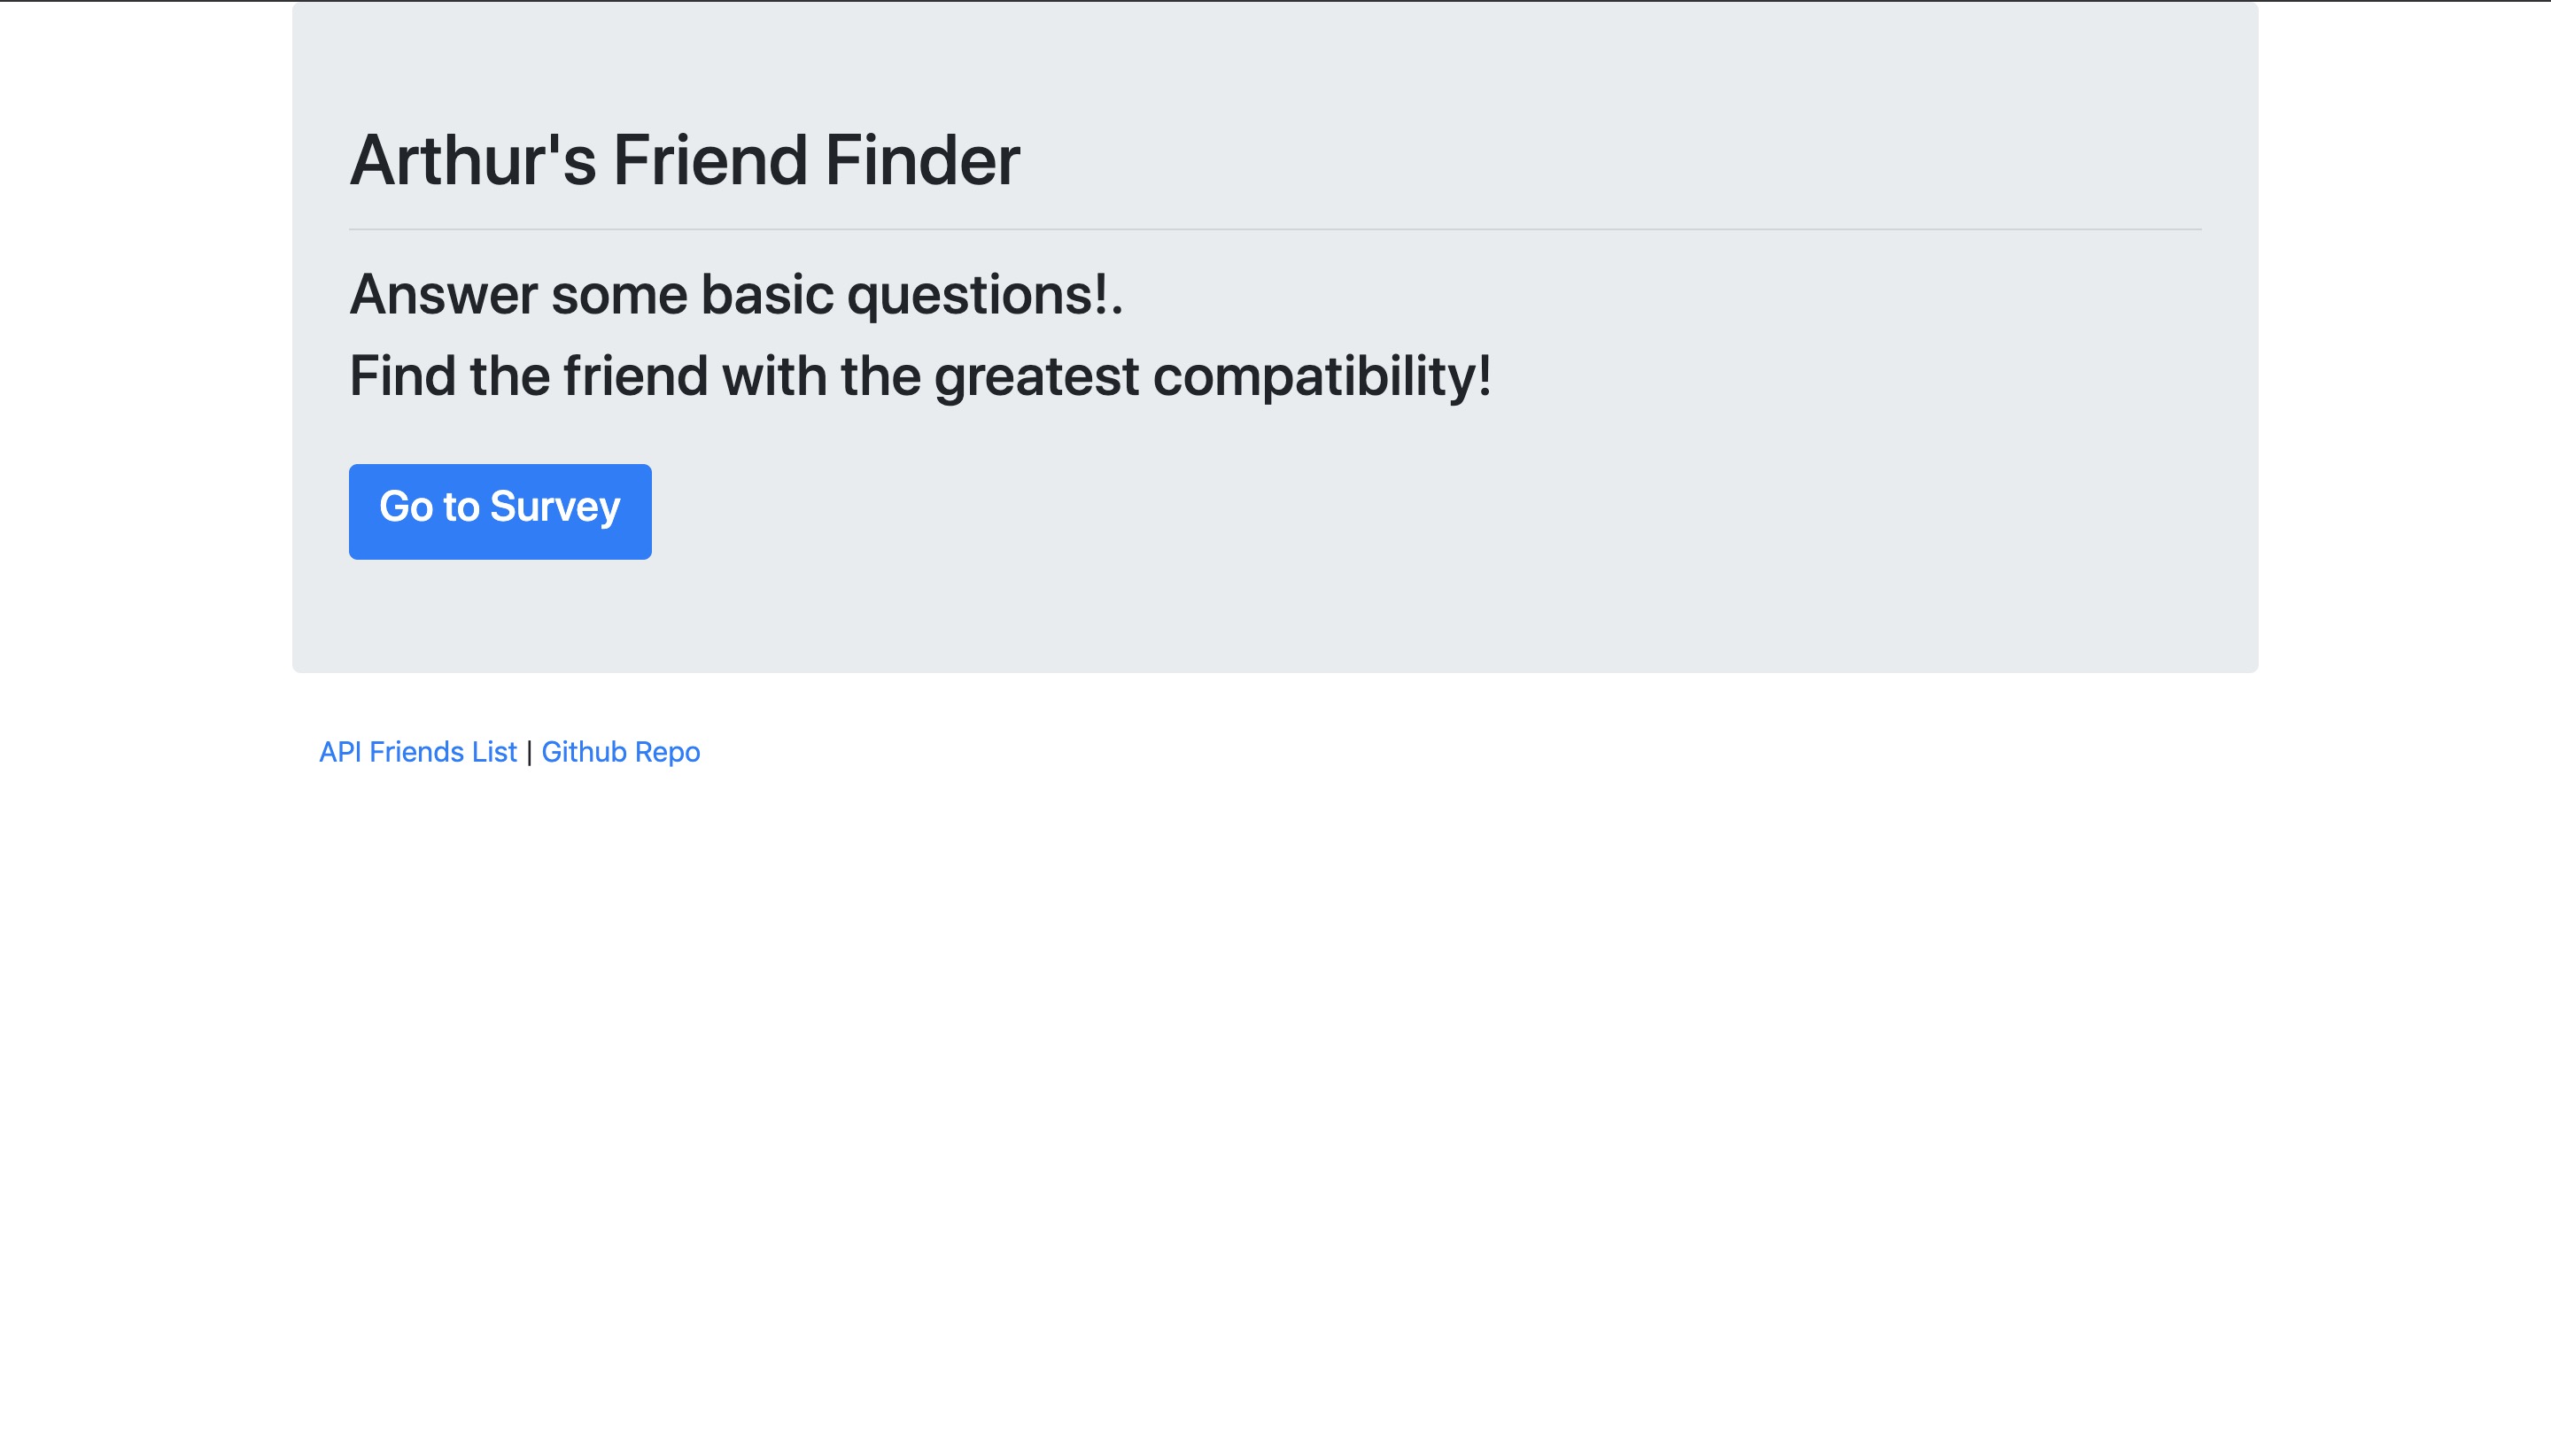 Arthur's Friend Finder
Answer some basic questions!.
Find the friend with the greatest compatibility!
Go to Survey
API Friends List | Github Repo